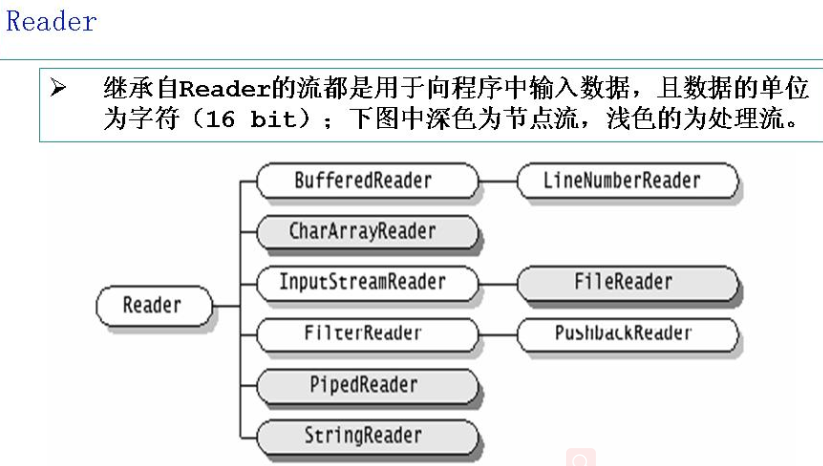 Reader
➢ 继承自Reader的流都是用于向程序中输入数据，且数据的单位
为字符（16 bit）；下图中深色为节点流，浅色的为处理流。
BufferedReader LineNumberReader
CharArrayReader
InputStreamReader FileReader
Reader
FilterReader PushbackReader
PipedReader
StringReader